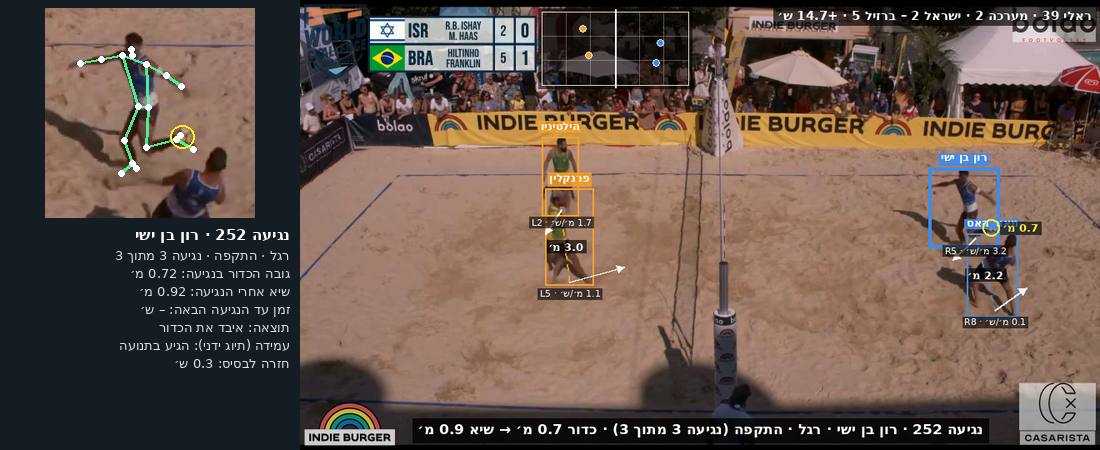 ראלי 39 · מערכה 2 · ישראל 2 – ברזיל 5 · +14.7 ש׳
ISR R.B. ISHAY M. HAAS 2 0
BRA HILTINHO FRANKLIN 5 1
bolao
FOOTVOLLEY
INDIE BURGER
bolao
INDIE BURGER
INDIE BURGER
CASARISTA
הילטיניו
פרנקלין
L2 · 1.7 מ׳/ש׳
3.0 מ׳
L5 · 1.1 מ׳/ש׳
רון בן ישי
האס
0.7 מ׳
R5 · 3.2 מ׳/ש׳
2.2 מ׳
R8 · 0.1 מ׳/ש׳
נגיעה 252 · רון בן ישי
רגל · התקפה · נגיעה 3 מתוך 3
גובה הכדור בנגיעה: 0.72 מ׳
שיא אחרי הנגיעה: 0.92 מ׳
זמן עד הנגיעה הבאה: – ש׳
תוצאה: איבד את הכדור
עמידה (תיוג ידני): הגיע בתנועה
חזרה לבסיס: 0.3 ש׳
INDIE BURGER
נגיעה 252 · רון בן ישי · רגל · התקפה (נגיעה 3 מתוך 3) · כדור 0.7 מ׳ → שיא 0.9 מ׳
CASARISTA